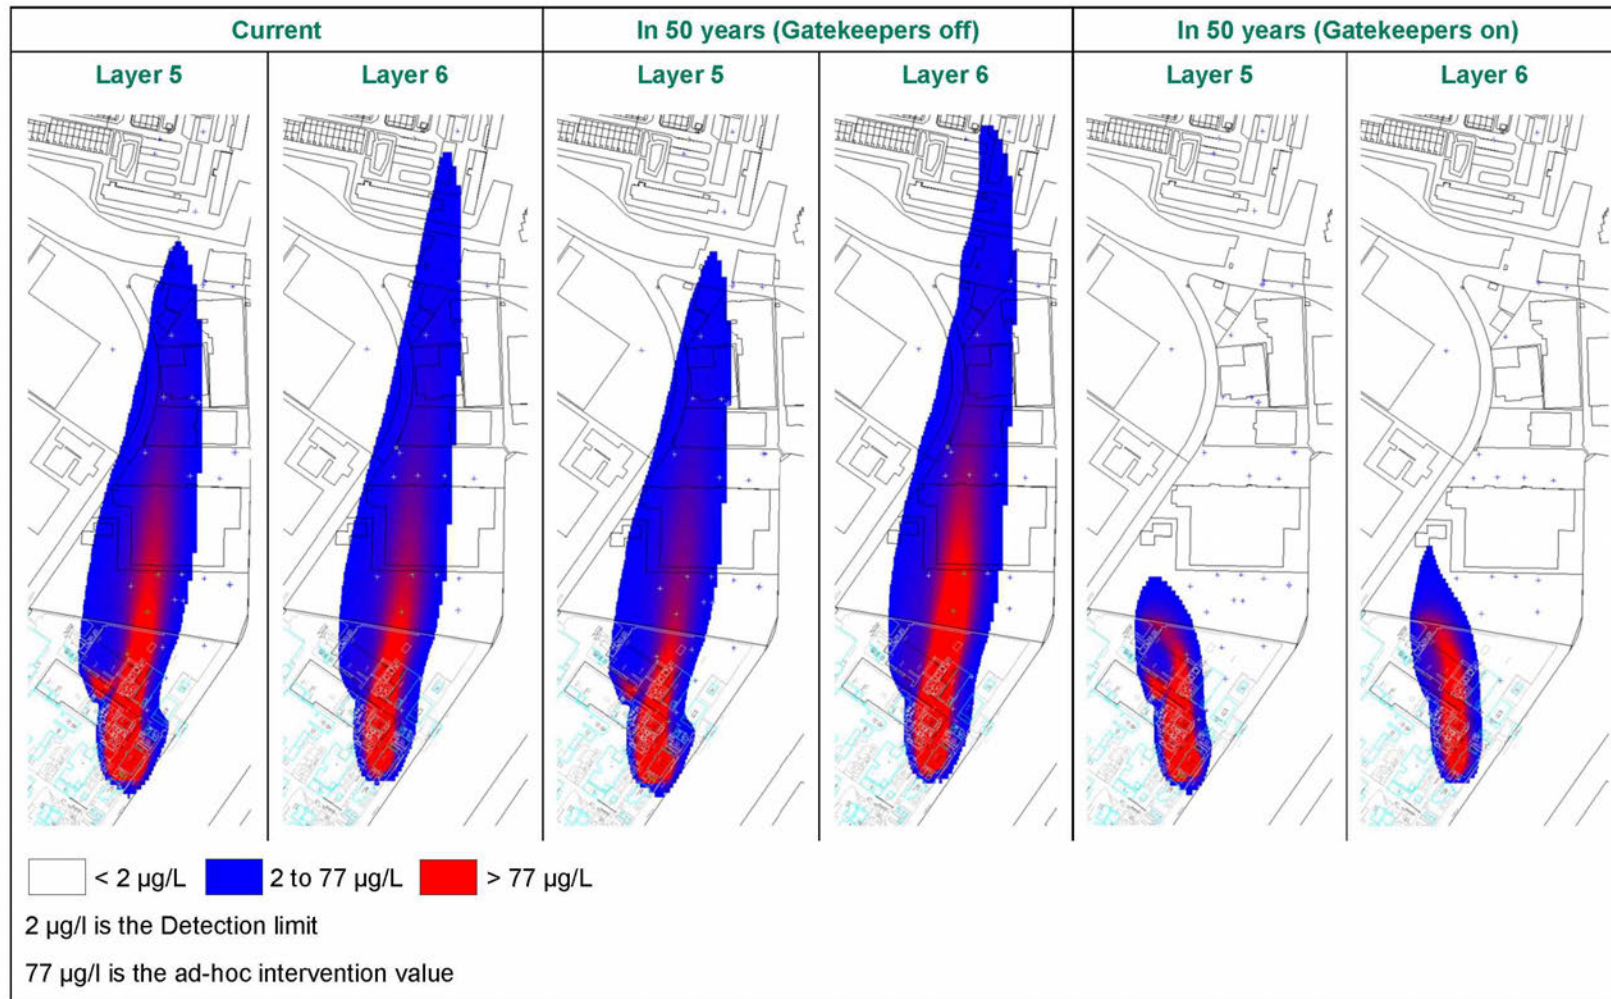 Current
In 50 years (Gatekeepers off)
In 50 years (Gatekeepers on)
Layer 5
Layer 6
Layer 5
Layer 6
Layer 5
Layer 6
< 2 µg/L
2 to 77 µg/L
> 77 µg/L
2 µg/l is the Detection limit
77 µg/l is the ad-hoc intervention value